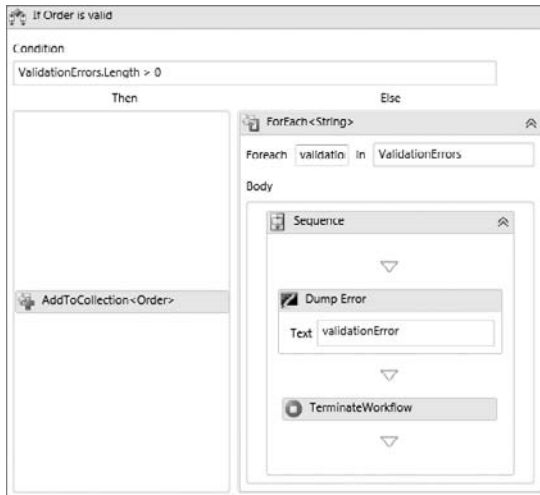 If Order is valid
Condition
ValidationErrors.Length > 0
Then
Else
ForEach<String>
Foreach validatio in ValidationErrors
Body
Sequence
AddToCollection<Order>
Dump Error
Text validationError
TerminateWorkflow